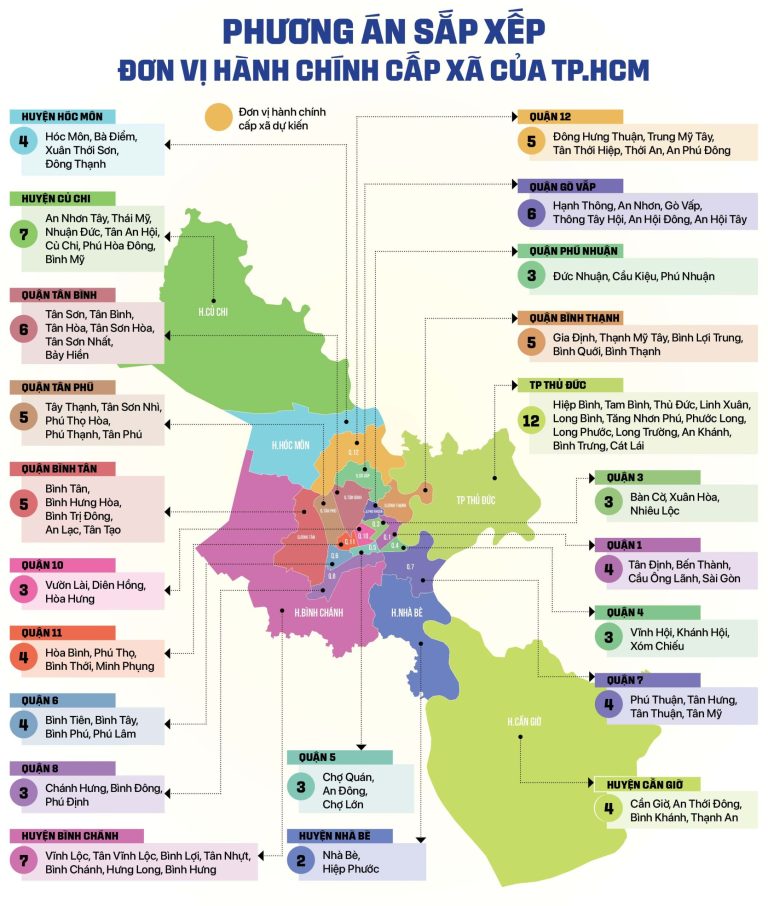 PHƯƠNG ÁN SẮP XẾP
ĐƠN VỊ HÀNH CHÍNH CẤP XÃ CỦA TP.HCM
Đơn vị hành chính
cấp xã dự kiến
HUYỆN HÓC MÔN
4
Hóc Môn, Bà Điểm,
Xuân Thới Sơn,
Đông Thạnh
HUYỆN CỦ CHI
7
An Nhơn Tây, Thái Mỹ,
Nhuận Đức, Tân An Hội,
Củ Chi, Phú Hòa Đông,
Bình Mỹ
QUẬN TÂN BÌNH
6
Tân Sơn, Tân Bình,
Tân Hòa, Tân Sơn Hòa,
Tân Sơn Nhất,
Bảy Hiền
QUẬN TÂN PHÚ
5
Tây Thạnh, Tân Sơn Nhì,
Phú Thọ Hòa,
Phú Thạnh, Tân Phú
QUẬN BÌNH TÂN
5
Bình Tân,
Bình Hưng Hòa,
Bình Trị Đông,
An Lạc, Tân Tạo
QUẬN 10
3
Vườn Lài, Diên Hồng,
Hòa Hưng
QUẬN 11
4
Hòa Bình, Phú Thọ,
Bình Thới, Minh Phụng
QUẬN 6
4
Bình Tiên, Bình Tây,
Bình Phú, Phú Lâm
QUẬN 8
3
Chánh Hưng, Bình Đông,
Phú Định
HUYỆN BÌNH CHÁNH
7
Vĩnh Lộc, Tân Vĩnh Lộc, Bình Lợi, Tân Nhựt,
Bình Chánh, Hưng Long, Bình Hưng
QUẬN 5
3
Chợ Quán,
An Đông,
Chợ Lớn
HUYỆN NHÀ BÈ
2
Nhà Bè,
Hiệp Phước
QUẬN 12
5
Đông Hưng Thuận, Trung Mỹ Tây,
Tân Thới Hiệp, Thới An, An Phú Đông
QUẬN GÒ VẤP
6
Hạnh Thông, An Nhơn, Gò Vấp,
Thông Tây Hội, An Hội Đông, An Hội Tây
QUẬN PHÚ NHUẬN
3
Đức Nhuận, Cầu Kiệu, Phú Nhuận
QUẬN BÌNH THẠNH
5
Gia Định, Thạnh Mỹ Tây, Bình Lợi Trung,
Bình Quới, Bình Thạnh
TP THỦ ĐỨC
12
Hiệp Bình, Tam Bình, Thủ Đức, Linh Xuân,
Long Bình, Tăng Nhơn Phú, Phước Long,
Long Phước, Long Trường, An Khánh,
Bình Trưng, Cát Lái
QUẬN 3
3
Bàn Cờ, Xuân Hòa,
Nhiêu Lộc
QUẬN 1
4
Tân Định, Bến Thành,
Cầu Ông Lãnh, Sài Gòn
QUẬN 4
3
Vĩnh Hội, Khánh Hội,
Xóm Chiếu
QUẬN 7
4
Phú Thuận, Tân Hưng,
Tân Thuận, Tân Mỹ
HUYỆN CẦN GIỜ
4
Cần Giờ, An Thới Đông,
Bình Khánh, Thạnh An
H.CỦ CHI
H.HÓC MÔN
Q.12
Q.GÒ VẤP
Q.TÂN BÌNH
Q.TÂN PHÚ
Q.PHÚ NHUẬN
Q.BÌNH THẠNH
TP THỦ ĐỨC
Q.BÌNH TÂN
Q.3
Q.10
Q.1
Q.11
Q.4
Q.5
Q.6
Q.8
Q.7
H.BÌNH CHÁNH
H.NHÀ BÈ
H.CẦN GIỜ